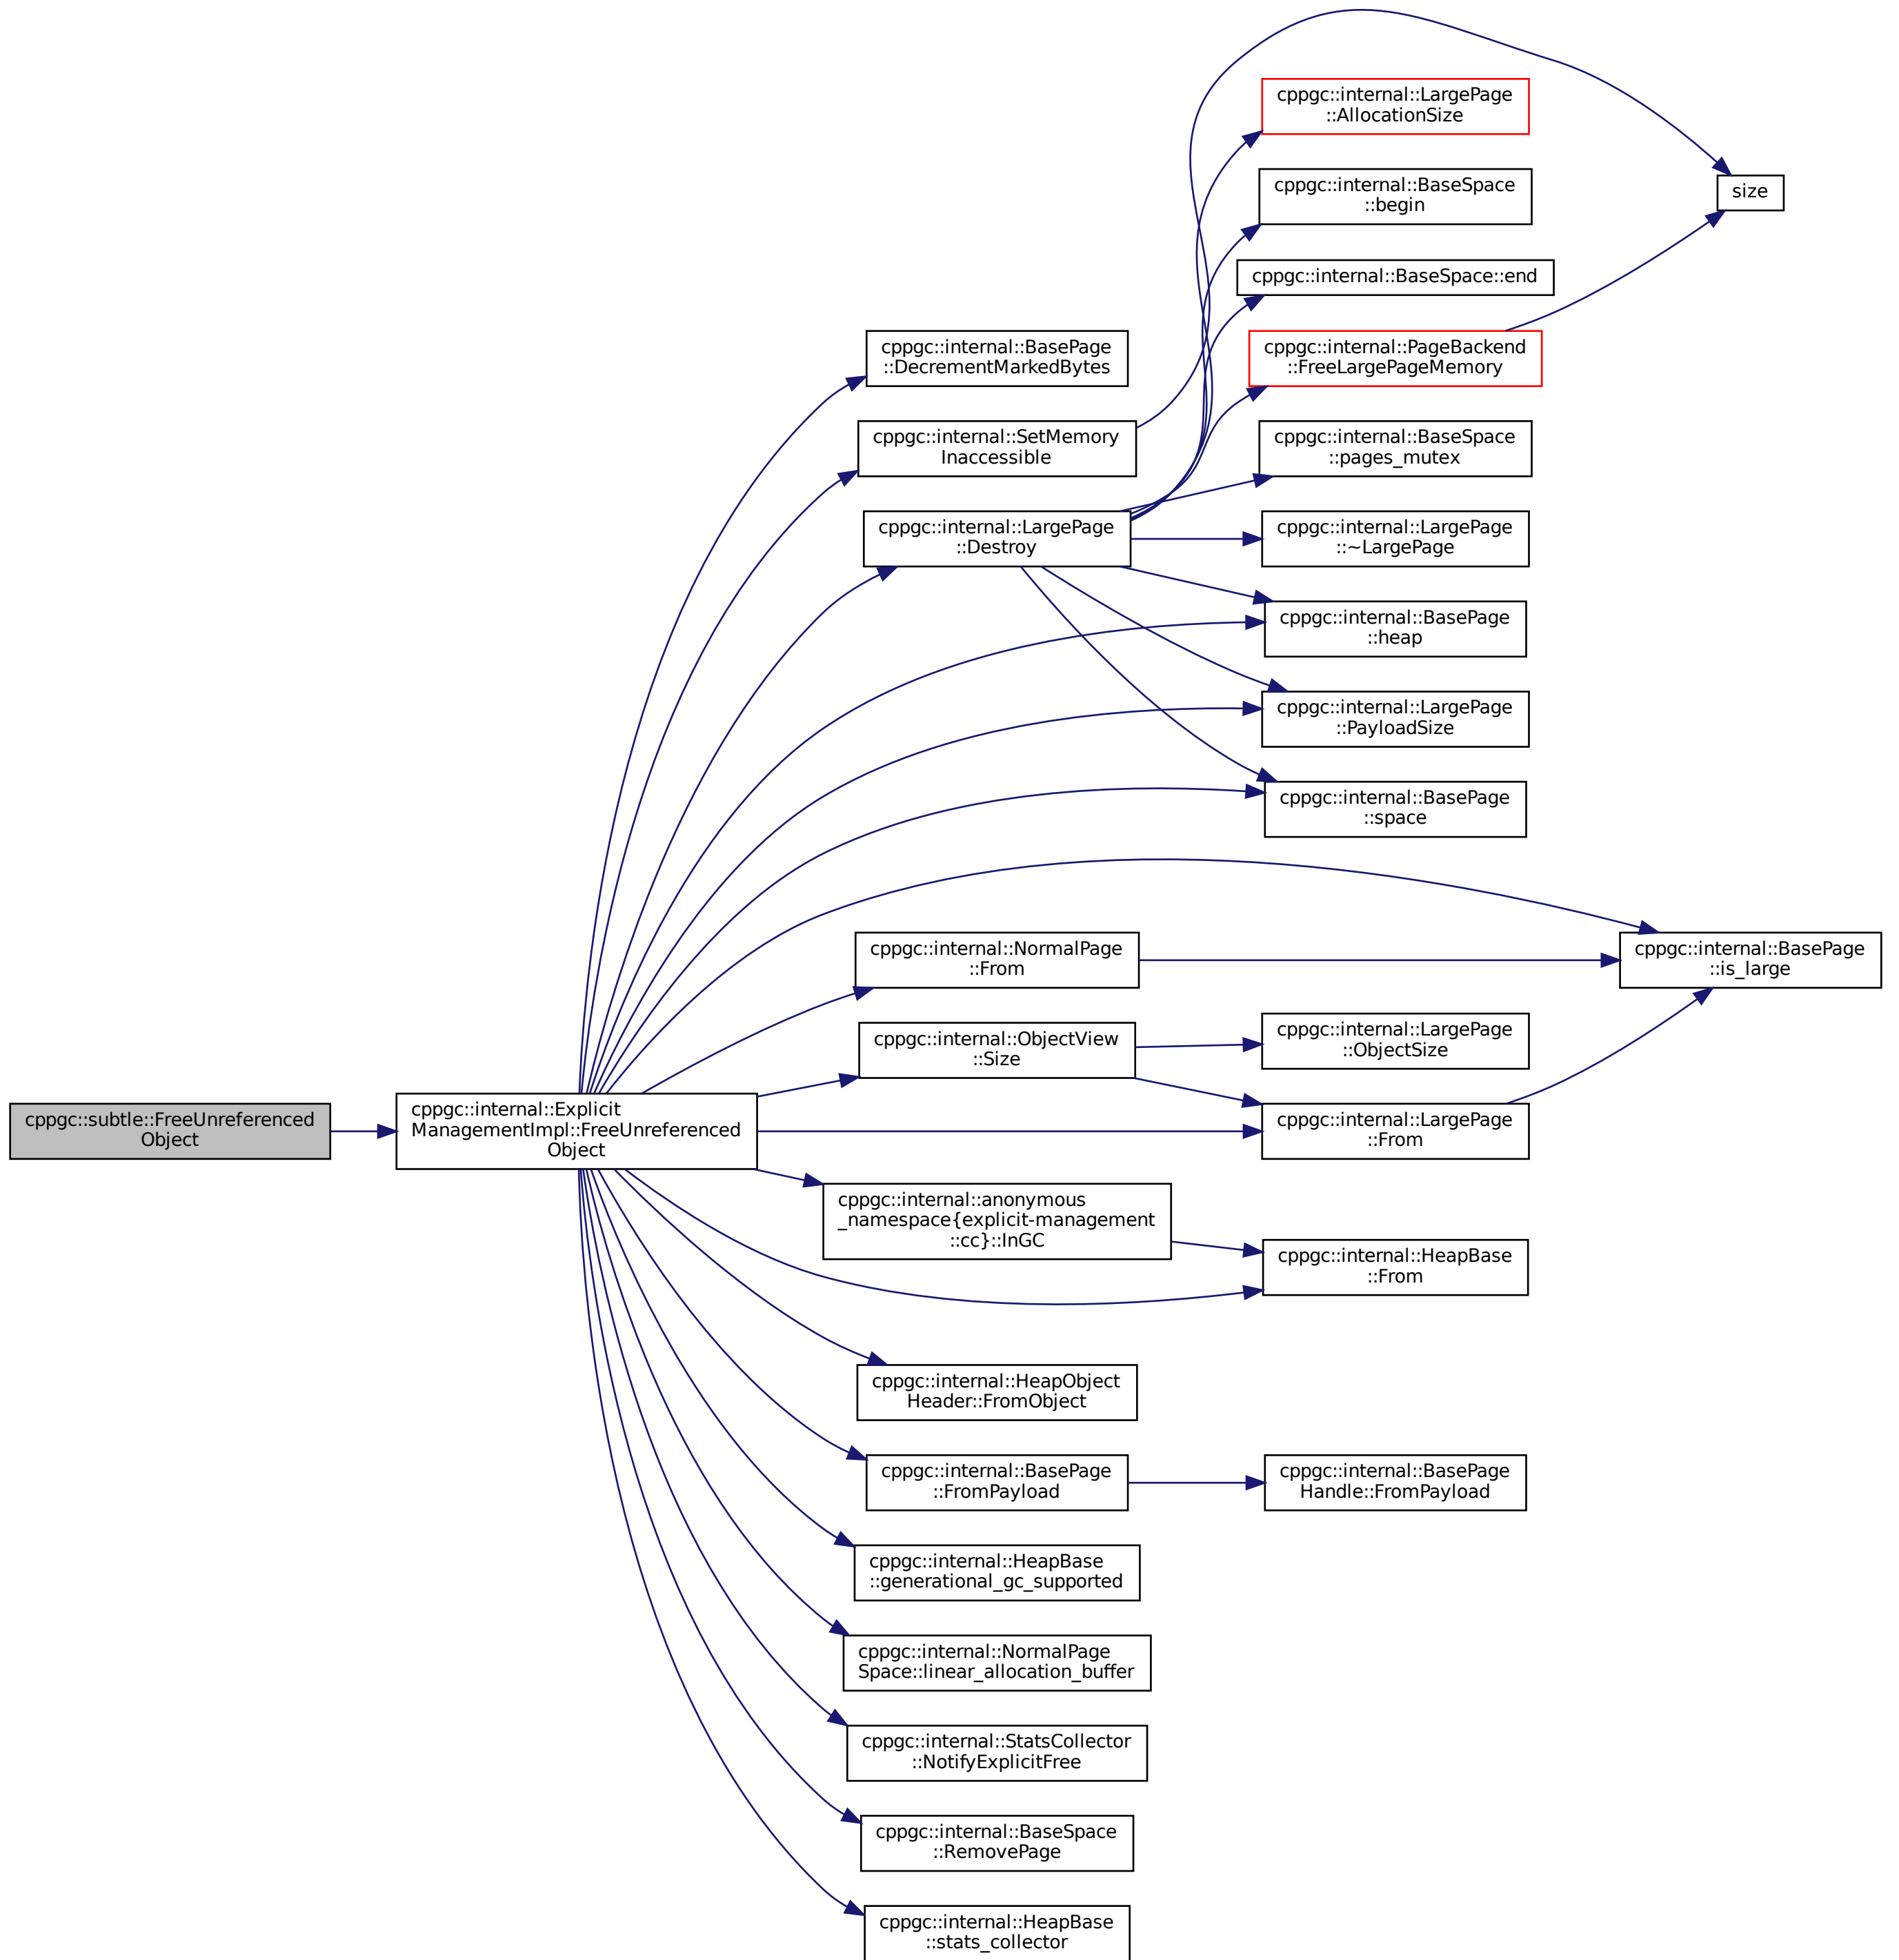 cppgc::subtle::FreeUnreferenced
Object
cppgc::internal::Explicit
ManagementImpl::FreeUnreferenced
Object
cppgc::internal::BasePage
::DecrementMarkedBytes
cppgc::internal::SetMemory
Inaccessible
cppgc::internal::LargePage
::Destroy
cppgc::internal::NormalPage
::From
cppgc::internal::ObjectView
::Size
cppgc::internal::anonymous
_namespace{explicit-management
::cc}::InGC
cppgc::internal::HeapObject
Header::FromObject
cppgc::internal::BasePage
::FromPayload
cppgc::internal::HeapBase
::generational_gc_supported
cppgc::internal::NormalPage
Space::linear_allocation_buffer
cppgc::internal::StatsCollector
::NotifyExplicitFree
cppgc::internal::BaseSpace
::RemovePage
cppgc::internal::HeapBase
::stats_collector
cppgc::internal::LargePage
::AllocationSize
cppgc::internal::BaseSpace
::begin
cppgc::internal::BaseSpace::end
cppgc::internal::PageBackend
::FreeLargePageMemory
cppgc::internal::BaseSpace
::pages_mutex
cppgc::internal::LargePage
::~LargePage
cppgc::internal::BasePage
::heap
cppgc::internal::LargePage
::PayloadSize
cppgc::internal::BasePage
::space
cppgc::internal::LargePage
::ObjectSize
cppgc::internal::LargePage
::From
cppgc::internal::HeapBase
::From
cppgc::internal::BasePage
Handle::FromPayload
size
cppgc::internal::BasePage
::is_large